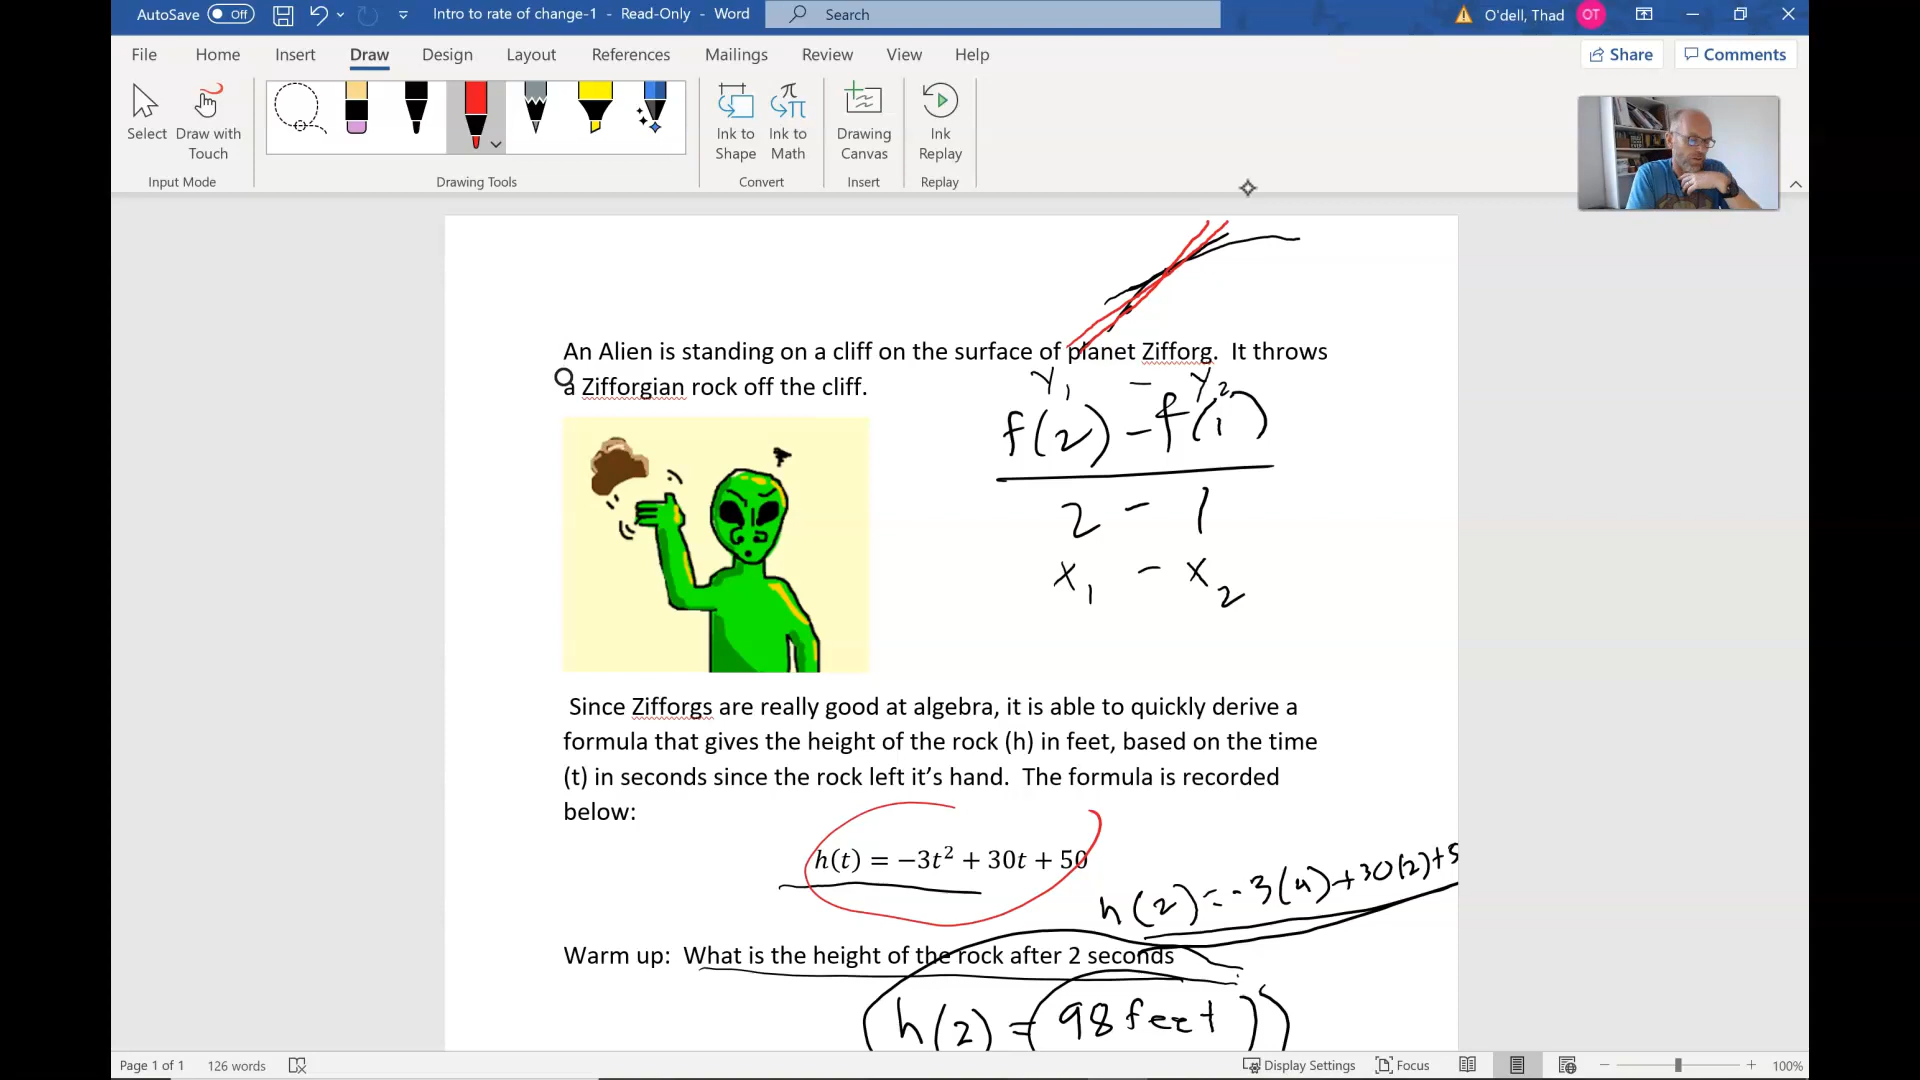 AutoSave Off Intro to rate of change-1 - Read-Only - Word Search O'dell, Thad OT
File Home Insert Draw Design Layout References Mailings Review View Help Share Comments
Select Draw with Touch Ink to Shape Ink to Math Drawing Canvas Ink Replay
Input Mode Drawing Tools Convert Insert Replay
An Alien is standing on a cliff on the surface of planet Zifforg. It throws
a Zifforgian rock off the cliff.
y₁ - y₂
f(2) - f(1)
2 - 1
x₁ - x₂
Since Zifforgs are really good at algebra, it is able to quickly derive a
formula that gives the height of the rock (h) in feet, based on the time
(t) in seconds since the rock left it's hand. The formula is recorded
below:
h(t) = −3t² + 30t + 50
h(2) = -3(4)+30(2)+5
Warm up: What is the height of the rock after 2 seconds
h(2) = 98 feet
Page 1 of 1 126 words Display Settings Focus 100%